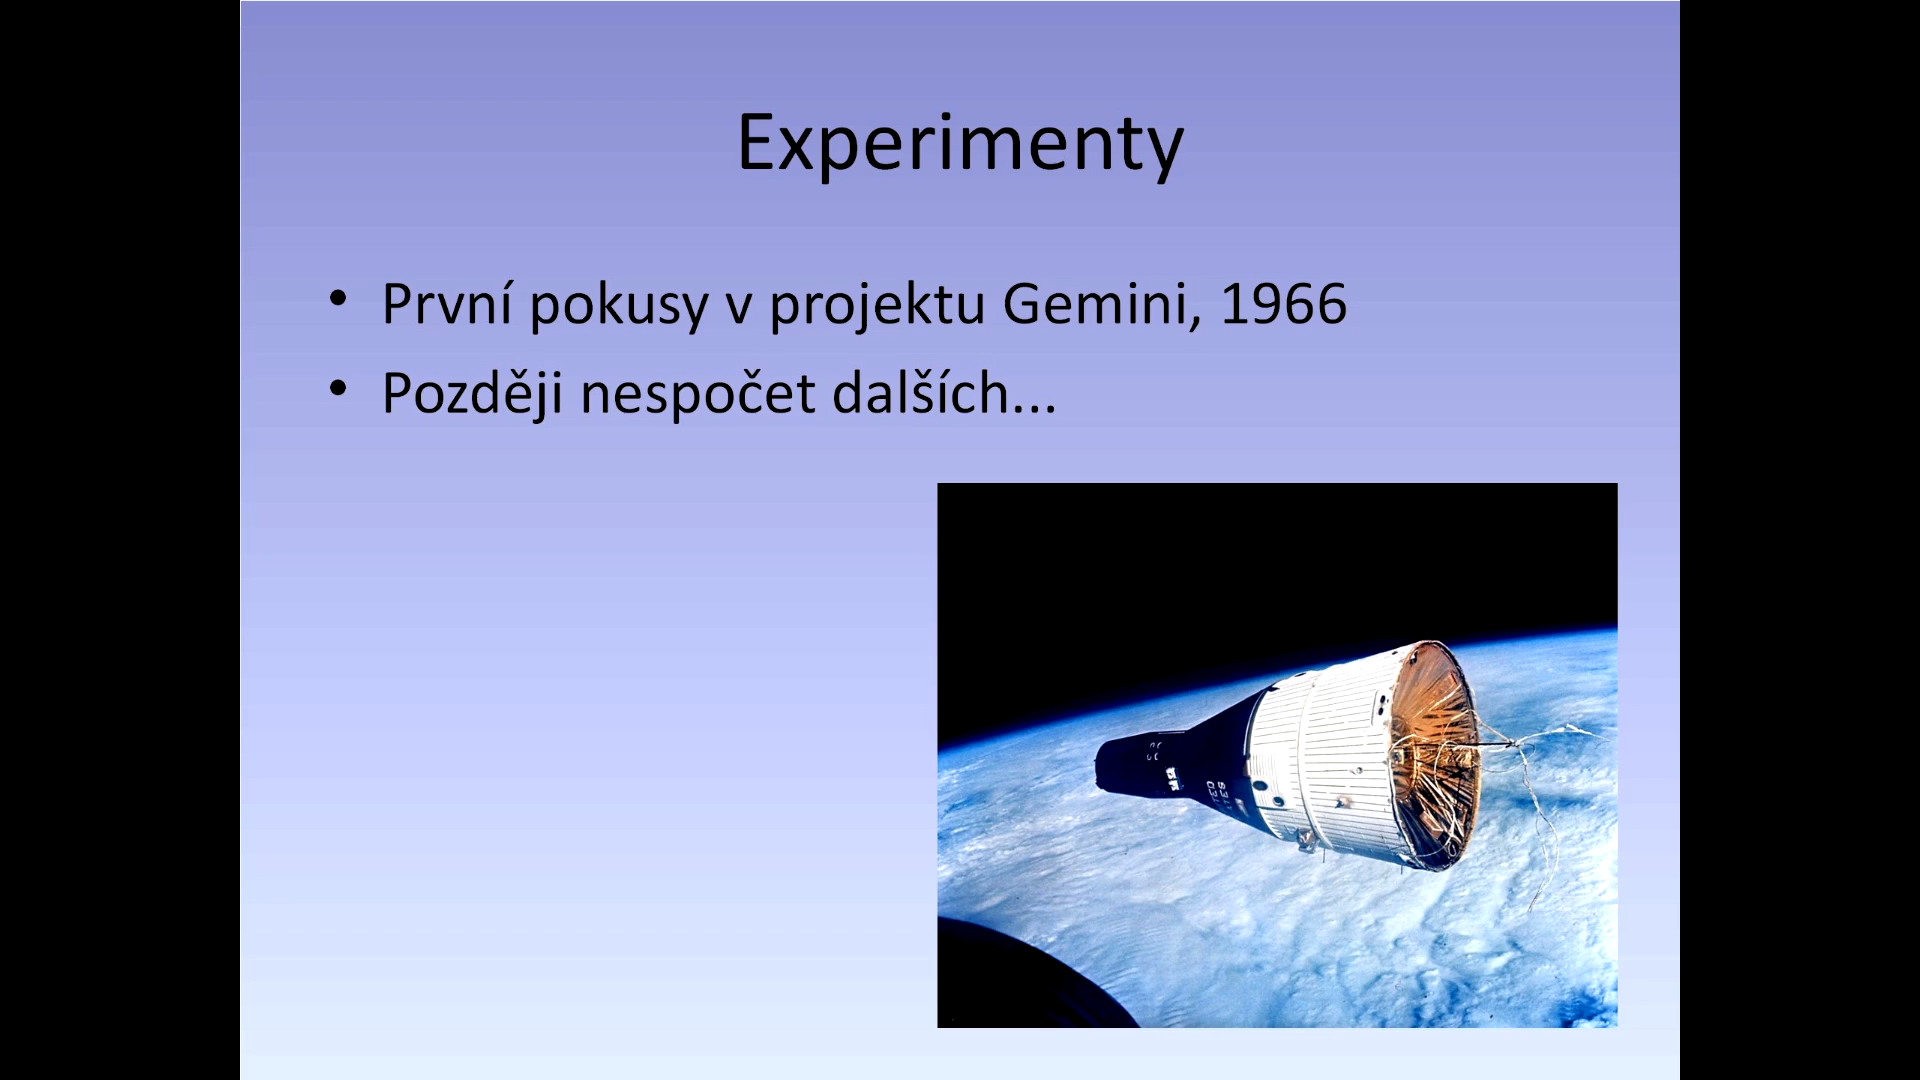 Experimenty
• První pokusy v projektu Gemini, 1966
• Později nespočet dalších...